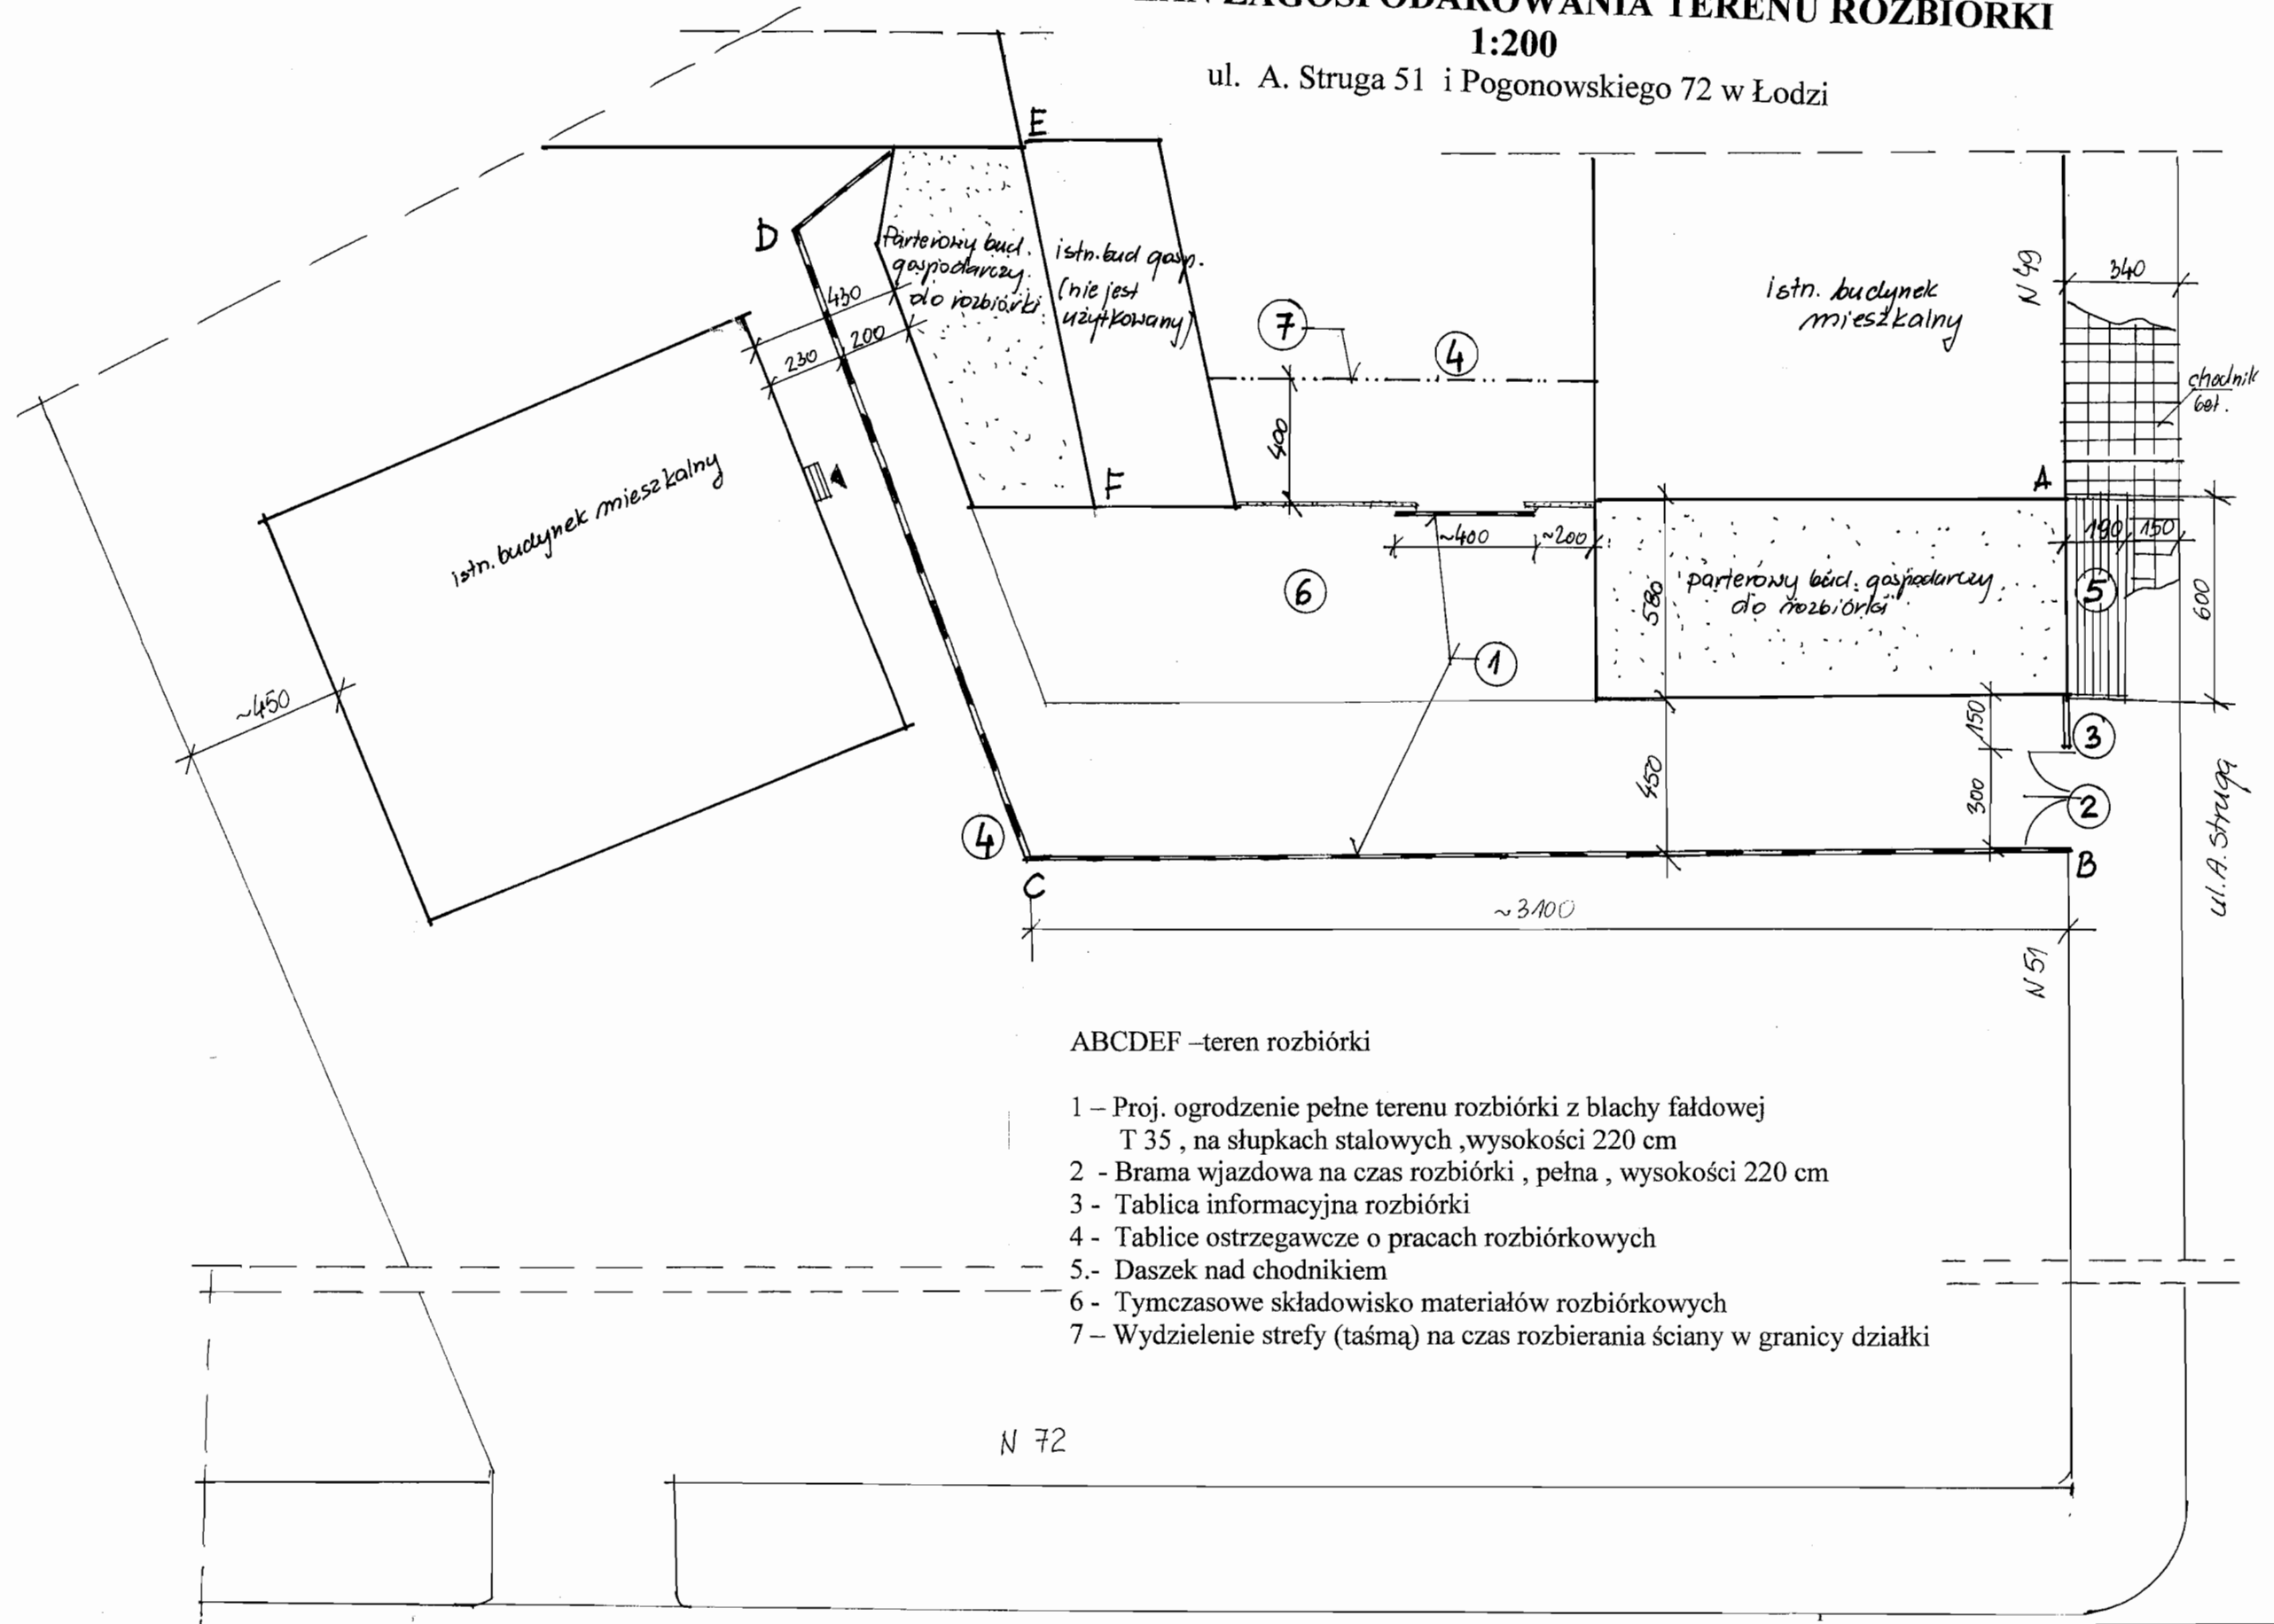 ZAGOSPODAROWANIA TERENU ROZBIÓRKI
1:200
ul. A. Struga 51 i Pogonowskiego 72 w Łodzi
E
D
Parterowy bud.
gospodarczy
do rozbiórki
istn. bud gosp.
(nie jest
użytkowany)
430
200
230
7
4
400
istn. budynek
mieszkalny
N 49
340
chodnik
bet.
istn. budynek mieszkalny
F
A
~400
~200
190
150
6
580
parterowy bud. gospodarczy
do rozbiórki
5
600
1
~450
450
150
300
3
2
ul. A. Struga
4
C
B
~3100
N 51
ABCDEF –teren rozbiórki
1 – Proj. ogrodzenie pełne terenu rozbiórki z blachy fałdowej
T 35 , na słupkach stalowych ,wysokości 220 cm
2 - Brama wjazdowa na czas rozbiórki , pełna , wysokości 220 cm
3 - Tablica informacyjna rozbiórki
4 - Tablice ostrzegawcze o pracach rozbiórkowych
5.- Daszek nad chodnikiem
6 - Tymczasowe składowisko materiałów rozbiórkowych
7 – Wydzielenie strefy (taśmą) na czas rozbierania ściany w granicy działki
N 72